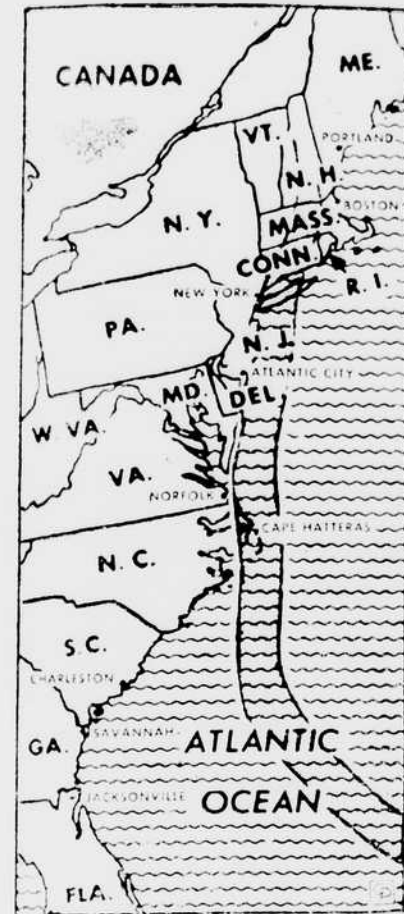 CANADA
ME.
VT.
PORTLAND
N. H.
BOSTON
N. Y.
MASS.
CONN.
R. I.
NEW YORK
PA.
N. J.
ATLANTIC CITY
MD.
DEL.
W. VA.
VA.
NORFOLK
CAPE HATTERAS
N. C.
S.C.
CHARLESTON
SAVANNAH
GA.
ATLANTIC
JACKSONVILLE
OCEAN
FLA.